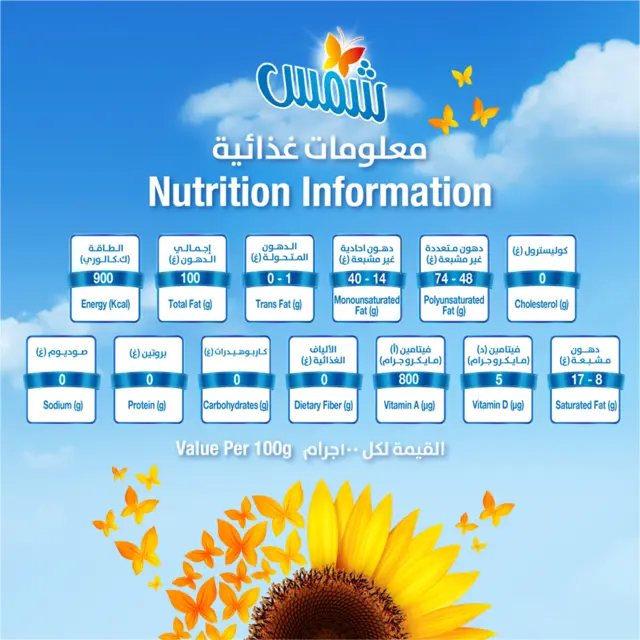 شمس
معلومات غذائية
Nutrition Information
الطاقة
(ك.كالوري)
900
Energy (Kcal)
إجمالي
الدهون (غ)
100
Total Fat (g)
الدهون
المتحولة (غ)
0 - 1
Trans Fat (g)
دهون احادية
غير مشبعة (غ)
40 - 14
Monounsaturated
Fat (g)
دهون متعددة
غير مشبعة (غ)
74 - 48
Polyunsaturated
Fat (g)
كوليسترول (غ)
0
Cholesterol (g)
صوديوم (غ)
0
Sodium (g)
بروتين (غ)
0
Protein (g)
كاربوهيدرات (غ)
0
Carbohydrates (g)
الألياف
الغذائية (غ)
0
Dietary Fiber (g)
فيتامين (أ)
(مايكروجرام)
800
Vitamin A (µg)
فيتامين (د)
(مايكروجرام)
5
Vitamin D (µg)
دهون
مشبعة (غ)
17 - 8
Saturated Fat (g)
Value Per 100g القيمة لكل ١٠٠جرام